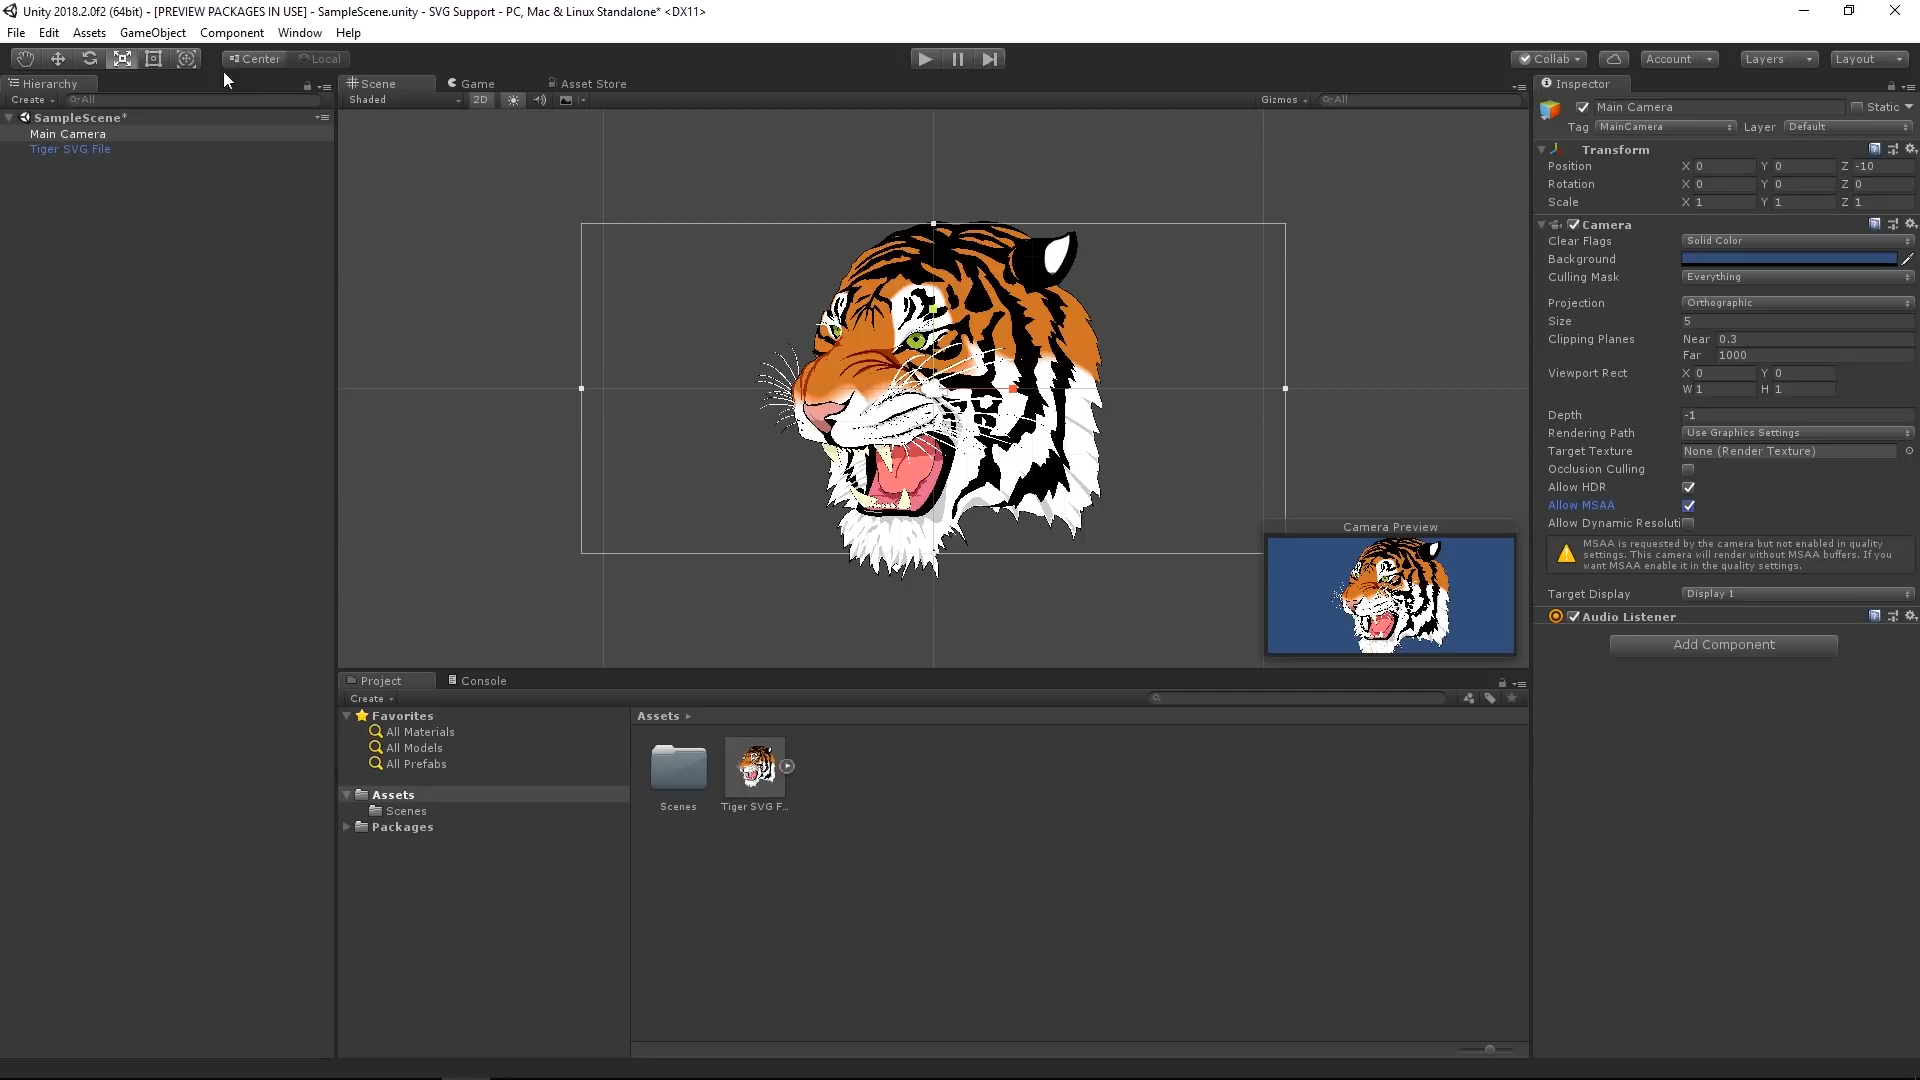 Unity 2018.2.0f2 (64bit) - [PREVIEW PACKAGES IN USE] - SampleScene.unity - SVG Support - PC, Mac & Linux Standalone* <DX11>
File Edit Assets GameObject Component Window Help
Center Local Collab Account Layers Layout
Hierarchy
Create All
SampleScene*
Main Camera
Tiger SVG File
Scene Game Asset Store
Shaded 2D Gizmos All
Camera Preview
Project Console
Create
Favorites
All Materials
All Models
All Prefabs
Assets
Scenes
Packages
Assets
Scenes
Tiger SVG F...
Inspector
Main Camera Static
Tag MainCamera Layer Default
Transform
Position X 0 Y 0 Z -10
Rotation X 0 Y 0 Z 0
Scale X 1 Y 1 Z 1
Camera
Clear Flags Solid Color
Background
Culling Mask Everything
Projection Orthographic
Size 5
Clipping Planes Near 0.3
Far 1000
Viewport Rect X 0 Y 0
W 1 H 1
Depth -1
Rendering Path Use Graphics Settings
Target Texture None (Render Texture)
Occlusion Culling
Allow HDR
Allow MSAA
Allow Dynamic Resoluti
MSAA is requested by the camera but not enabled in quality
settings. This camera will render without MSAA buffers. If you
want MSAA enable it in the quality settings.
Target Display Display 1
Audio Listener
Add Component